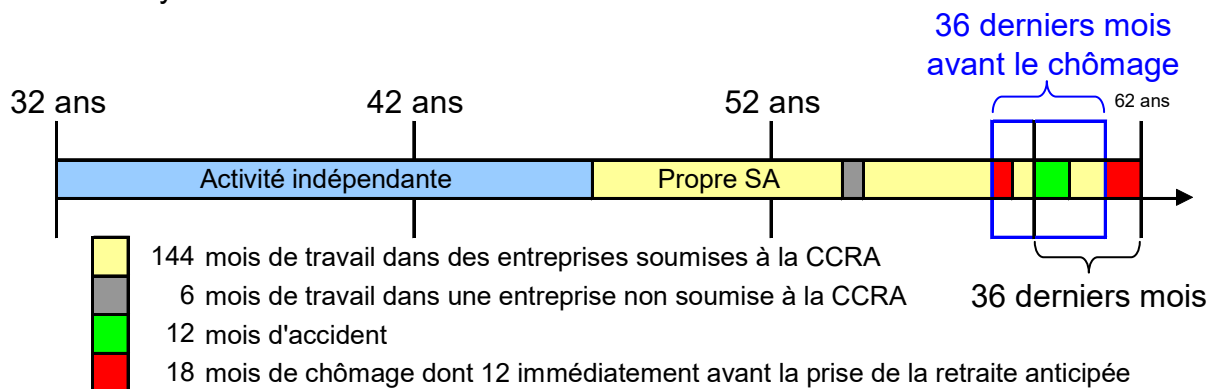 36 derniers mois
avant le chômage
32 ans 42 ans 52 ans 62 ans
Activité indépendante Propre SA
144 mois de travail dans des entreprises soumises à la CCRA
6 mois de travail dans une entreprise non soumise à la CCRA
36 derniers mois
12 mois d'accident
18 mois de chômage dont 12 immédiatement avant la prise de la retraite anticipée